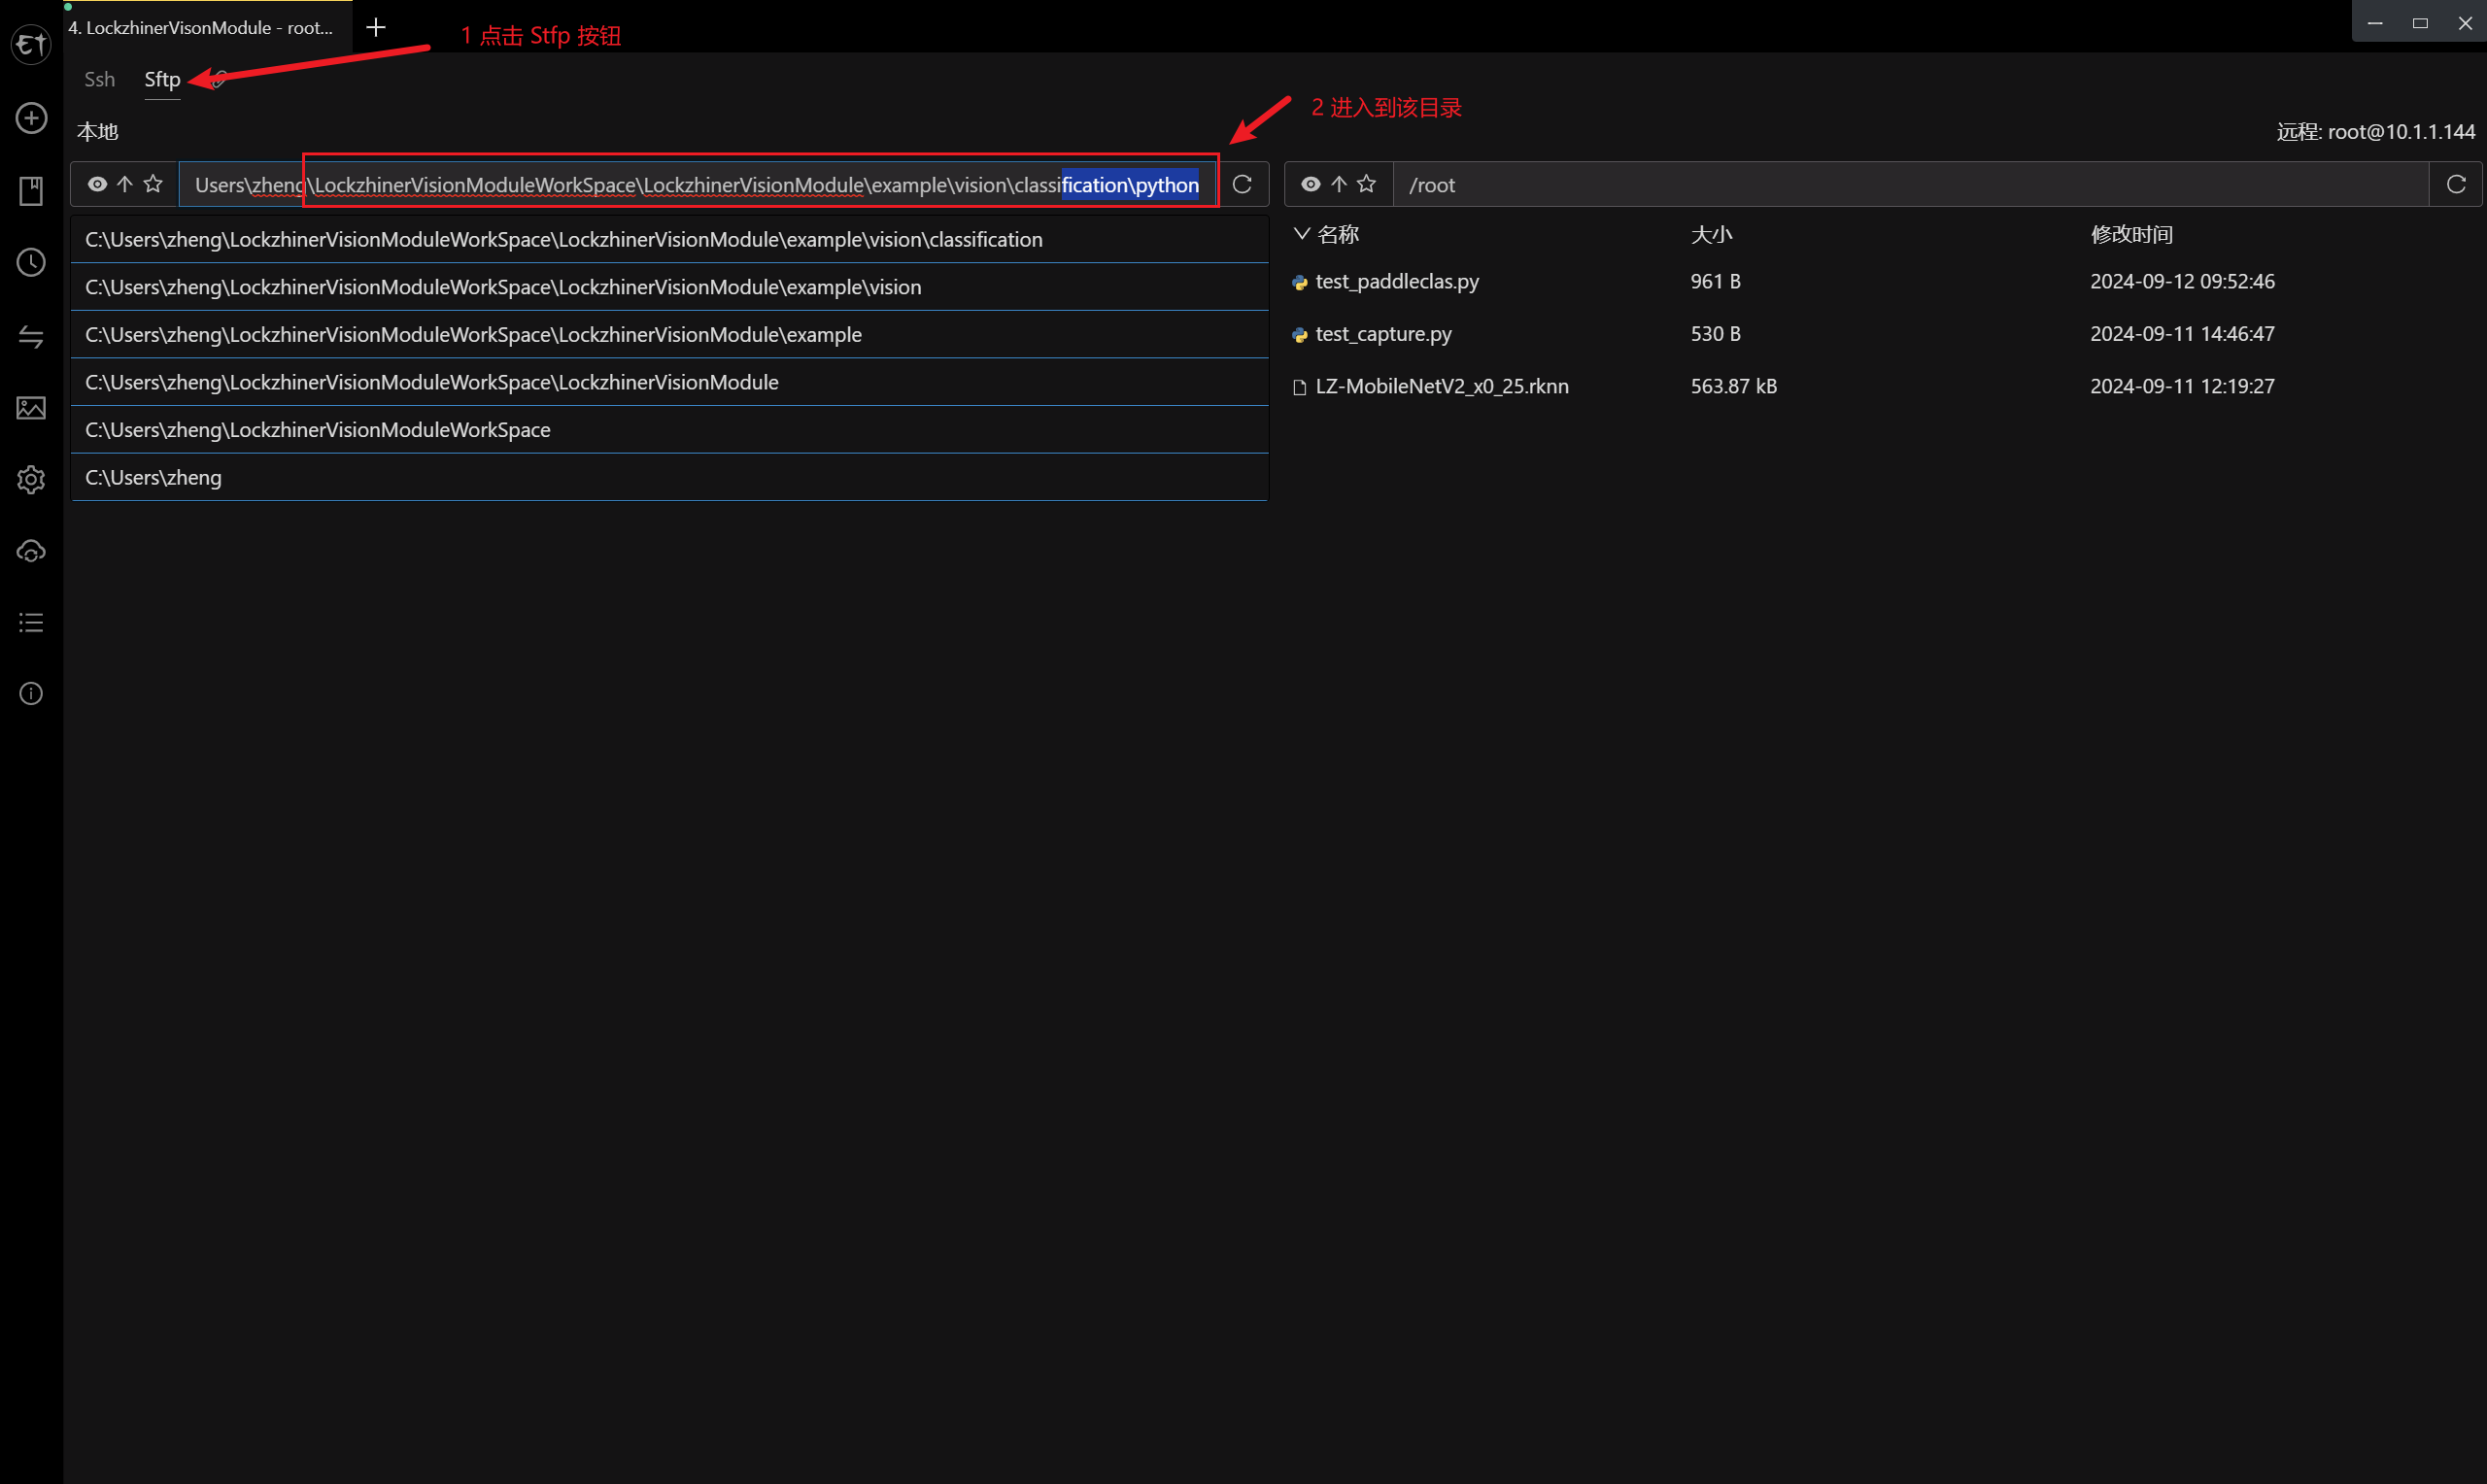 4. LockzhinerVisonModule - root...
1 点击 Stfp 按钮
Ssh
Sftp
2 进入到该目录
本地
远程: root@10.1.1.144
Users\zheng\LockzhinerVisionModuleWorkSpace\LockzhinerVisionModule\example\vision\classification\python
/root
C:\Users\zheng\LockzhinerVisionModuleWorkSpace\LockzhinerVisionModule\example\vision\classification
C:\Users\zheng\LockzhinerVisionModuleWorkSpace\LockzhinerVisionModule\example\vision
C:\Users\zheng\LockzhinerVisionModuleWorkSpace\LockzhinerVisionModule\example
C:\Users\zheng\LockzhinerVisionModuleWorkSpace\LockzhinerVisionModule
C:\Users\zheng\LockzhinerVisionModuleWorkSpace
C:\Users\zheng
名称 大小 修改时间
test_paddleclas.py 961 B 2024-09-12 09:52:46
test_capture.py 530 B 2024-09-11 14:46:47
LZ-MobileNetV2_x0_25.rknn 563.87 kB 2024-09-11 12:19:27